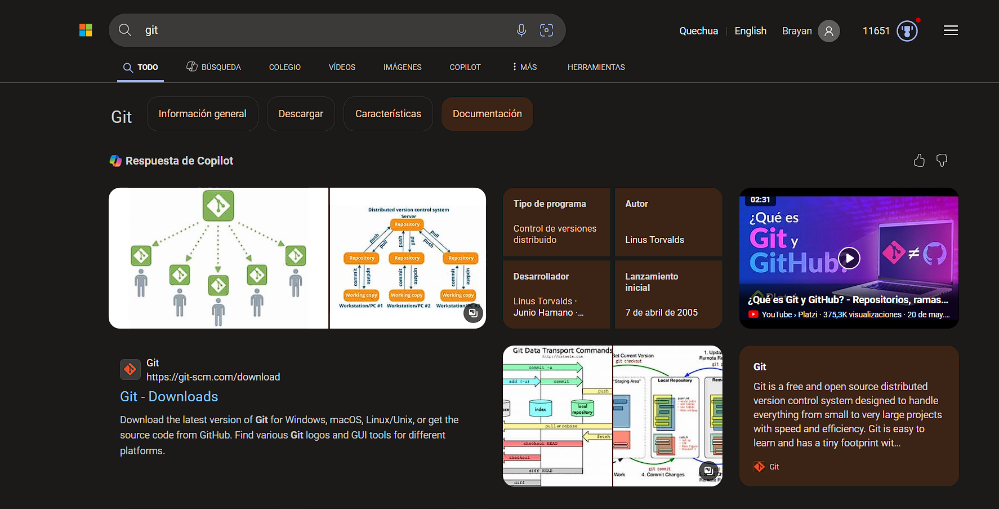 git
Quechua
English
Brayan
11651
TODO
BÚSQUEDA
COLEGIO
VÍDEOS
IMÁGENES
COPILOT
MÁS
HERRAMIENTAS
Git
Información general
Descargar
Características
Documentación
Respuesta de Copilot
Distributed version control system
Server
Repository
push
pull
push
pull
pull
push
Repository
Repository
Repository
commit
update
commit
update
commit
update
Working copy
Working copy
Working copy
Workstation/PC #1
Workstation/PC #2
Workstation/PC #3
Tipo de programa
Control de versiones
distribuido
Autor
Linus Torvalds
Desarrollador
Linus Torvalds ·
Junio Hamano ·...
Lanzamiento
inicial
7 de abril de 2005
02:31
¿Qué es
Git y
GitHub?
¿Qué es Git y GitHub? - Repositorios, ramas...
YouTube › Platzi · 375,3K visualizaciones · 20 de may....
Git
https://git-scm.com/download
Git - Downloads
Download the latest version of Git for Windows, macOS, Linux/Unix, or get the
source code from GitHub. Find various Git logos and GUI tools for different
platforms.
Git Data Transport Commands
http://osteele.com
commit -a
add (-u)
commit
push
index
local
repository
pull or rebase
fetch
checkout HEAD
checkout
diff HEAD
diff
Get Current Version
git checkout
1. Upda
Remote Re
git p
"Staging Area"
Local Repository
Rem
git commit
Work
4. Commit Changes
Remote Re
Git
Git is a free and open source distributed
version control system designed to handle
everything from small to very large projects
with speed and efficiency. Git is easy to
learn and has a tiny footprint wit...
Git